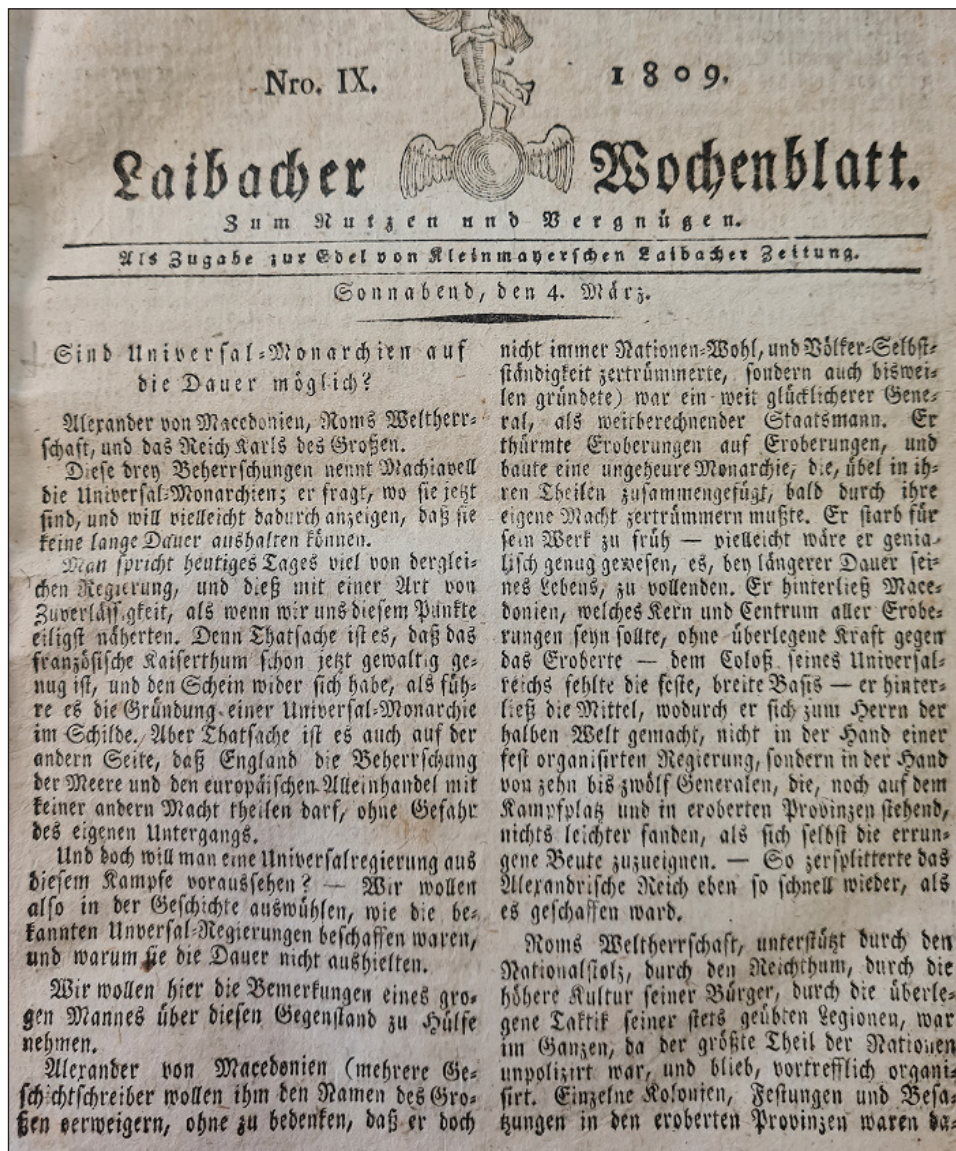 Nro. IX.
1809.
Laibacher Wochenblatt.
Zum Nutzen und Vergnügen.
Als Zugabe zur Edel von Kleinmayerschen Laibacher Zeitung.
Sonnabend, den 4. März.
Sind Universal-Monarchien auf
die Dauer möglich?
Alexander von Macedonien, Roms Weltherr-
schaft, und das Reich Karls des Großen.
Diese drey Beherrschungen nennt Machiavell
die Universal-Monarchien; er fragt, wo sie jetzt
sind, und will vielleicht dadurch anzeigen, daß sie
keine lange Dauer aushalten können.
Man spricht heutiges Tages viel von derglei-
chen Regierung, und dieß mit einer Art von
Zuverlässigkeit, als wenn wir uns diesem Punkte
eiligst näherten. Denn Thatsache ist es, daß das
französische Kaiserthum schon jetzt gewaltig ge-
nug ist, und den Schein wider sich habe, als füh-
re es die Gründung einer Universal-Monarchie
im Schilde. Aber Thatsache ist es auch auf der
andern Seite, daß England die Beherrschung
der Meere und den europäischen Alleinhandel mit
keiner andern Macht theilen darf, ohne Gefahr
des eigenen Untergangs.
Und doch will man eine Universalregierung aus
diesem Kampfe voraussehen? — Wir wollen
also in der Geschichte auswühlen, wie die be-
kannten Unversal-Regierungen beschaffen waren,
und warum sie die Dauer nicht aushielten.
Wir wollen hier die Bemerkungen eines gro-
gen Mannes über diesen Gegenstand zu Hülfe
nehmen.
Alexander von Macedonien (mehrere Ge-
schichtschreiber wollen ihm den Namen des Gro-
ßen verweigern, ohne zu bedenken, daß er doch
nicht immer Nationen-Wohl, und Völker-Selbst-
ständigkeit zertrümmerte, sondern auch biswei-
len gründete) war ein weit glücklicherer Gene-
ral, als weitberechnender Staatsmann. Er
thürmte Eroberungen auf Eroberungen, und
baute eine ungeheure Monarchie, die, übel in ih-
ren Theilen zusammengefügt, bald durch ihre
eigene Macht zertrümmern mußte. Er starb für
sein Werk zu früh — vielleicht wäre er genia-
lisch genug gewesen, es, bey längerer Dauer sei-
nes Lebens, zu vollenden. Er hinterließ Mace-
donien, welches Kern und Centrum aller Erobe-
rungen seyn sollte, ohne überlegene Kraft gegen
das Eroberte — dem Coloß seines Universal-
reichs fehlte die feste, breite Basis — er hinter-
ließ die Mittel, wodurch er sich zum Herrn der
halben Welt gemacht, nicht in der Hand einer
fest organisirten Regierung, sondern in der Hand
von zehn bis zwölf Generalen, die, noch auf dem
Kampfplatz und in eroberten Provinzen stehend,
nichts leichter fanden, als sich selbst die errun-
gene Beute zuzueignen. — So zersplitterte das
Alexandrische Reich eben so schnell wieder, als
es geschaffen ward.
Roms Weltherrschaft, unterstützt durch den
Nationalstolz, durch den Reichthum, durch die
höhere Kultur seiner Bürger, durch die überle-
gene Taktik seiner stets geübten Legionen, war
im Ganzen, da der größte Theil der Nationen
unpolizirt war, und blieb, vortrefflich organi-
sirt. Einzelne Kolonien, Festungen und Besa-
tzungen in den eroberten Provinzen waren da-